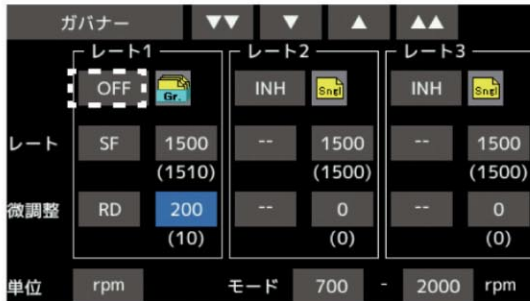 ガバナー ▼▼ ▼ ▲ ▲▲
レート1 レート2 レート3
OFF Gr. INH Sngl INH Sngl
レート SF 1500 -- 1500 -- 1500
(1510) (1500) (1500)
微調整 RD 200 -- 0 -- 0
(10) (0) (0)
単位 rpm モード 700 - 2000 rpm